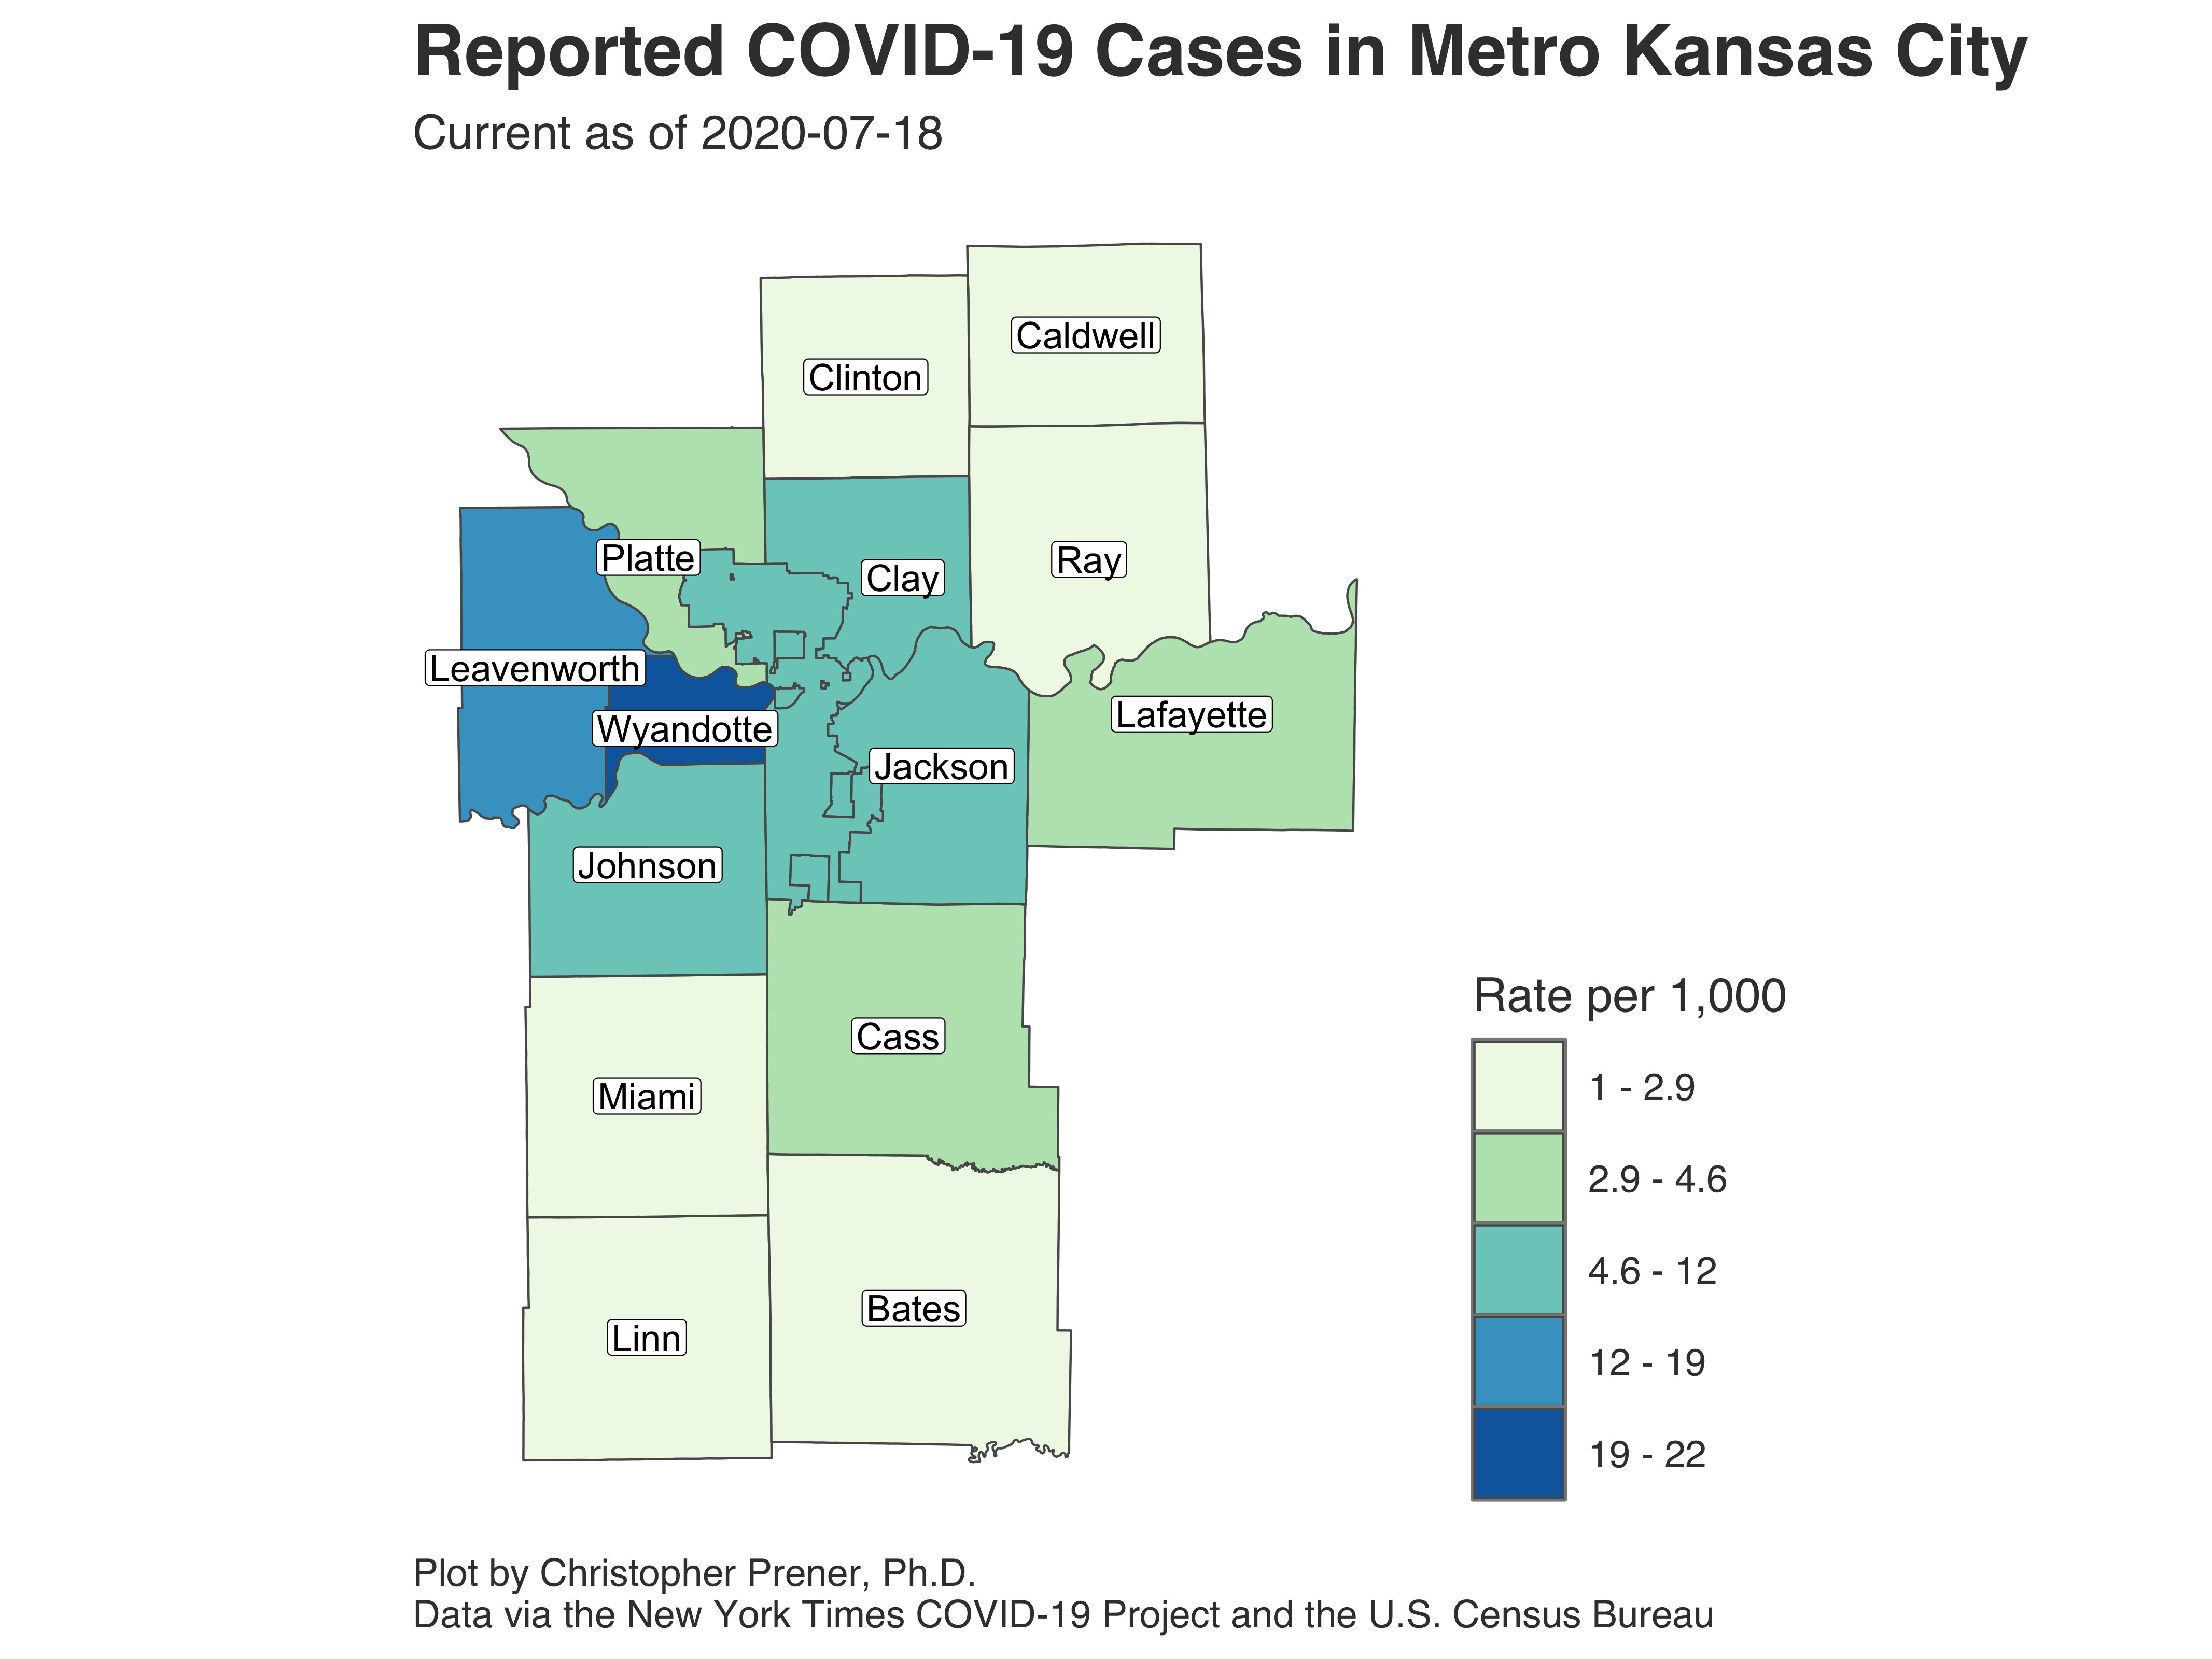 Reported COVID-19 Cases in Metro Kansas City
Current as of 2020-07-18
Caldwell
Clinton
Platte
Clay
Ray
Leavenworth
Wyandotte
Lafayette
Jackson
Johnson
Cass
Miami
Bates
Linn
Rate per 1,000
1 - 2.9
2.9 - 4.6
4.6 - 12
12 - 19
19 - 22
Plot by Christopher Prener, Ph.D.
Data via the New York Times COVID-19 Project and the U.S. Census Bureau